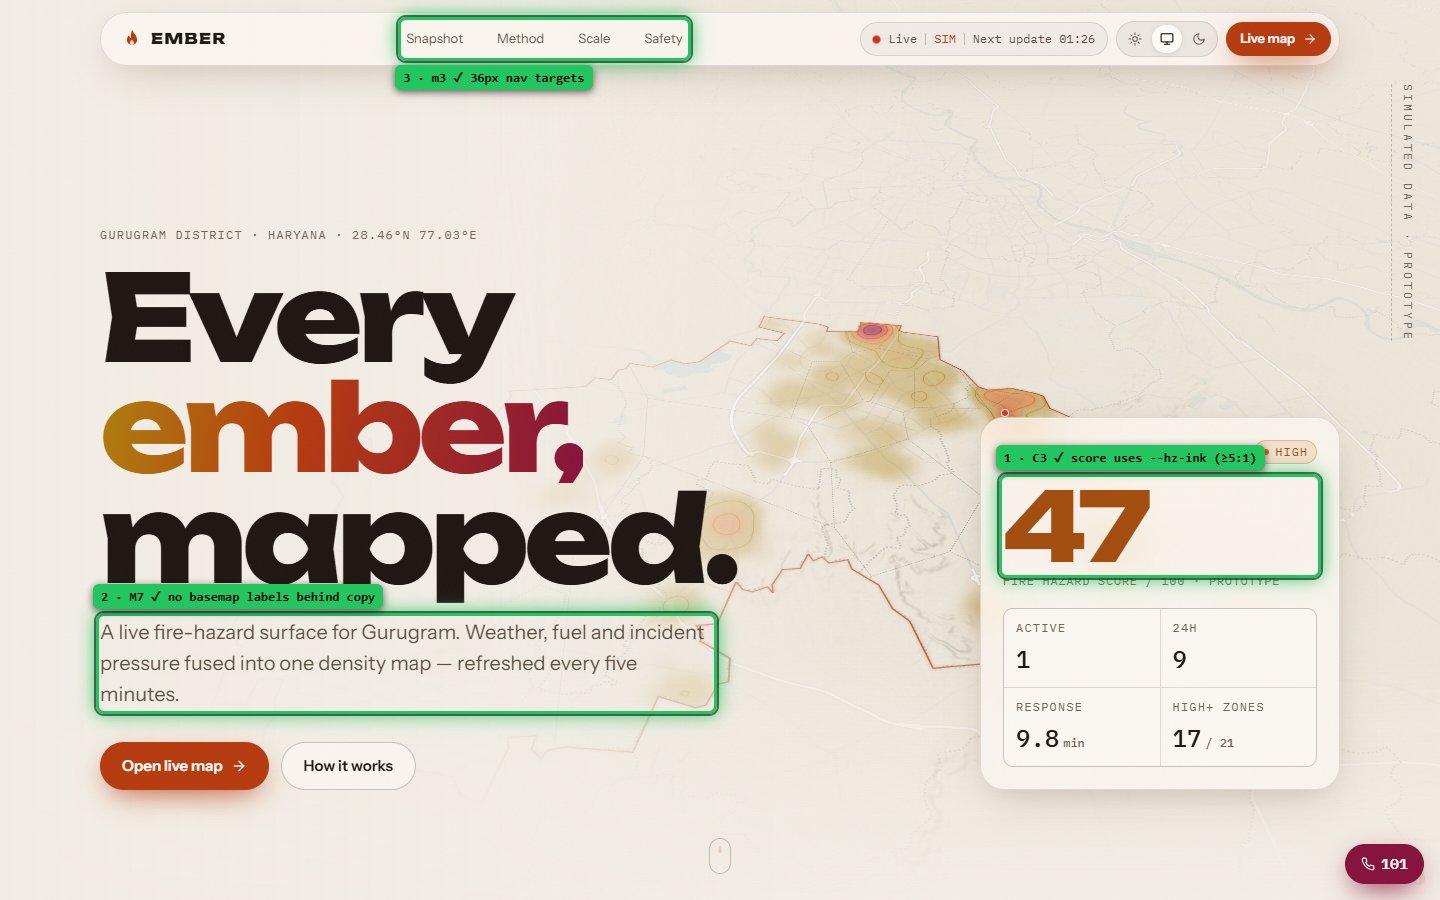 EMBER
Snapshot Method Scale Safety
Live | SIM | Next update 01:26
Live map →
3 · m3 ✓ 36px nav targets
SIMULATED DATA · PROTOTYPE
GURUGRAM DISTRICT · HARYANA · 28.46°N 77.03°E
Every
ember,
mapped.
2 · M7 ✓ no basemap labels behind copy
A live fire-hazard surface for Gurugram. Weather, fuel and incident
pressure fused into one density map — refreshed every five
minutes.
Open live map →
How it works
1 · C3 ✓ score uses --hz-ink (≥5:1)
HIGH
47
FIRE HAZARD SCORE / 100 · PROTOTYPE
ACTIVE
1
24H
9
RESPONSE
9.8 min
HIGH+ ZONES
17 / 21
101